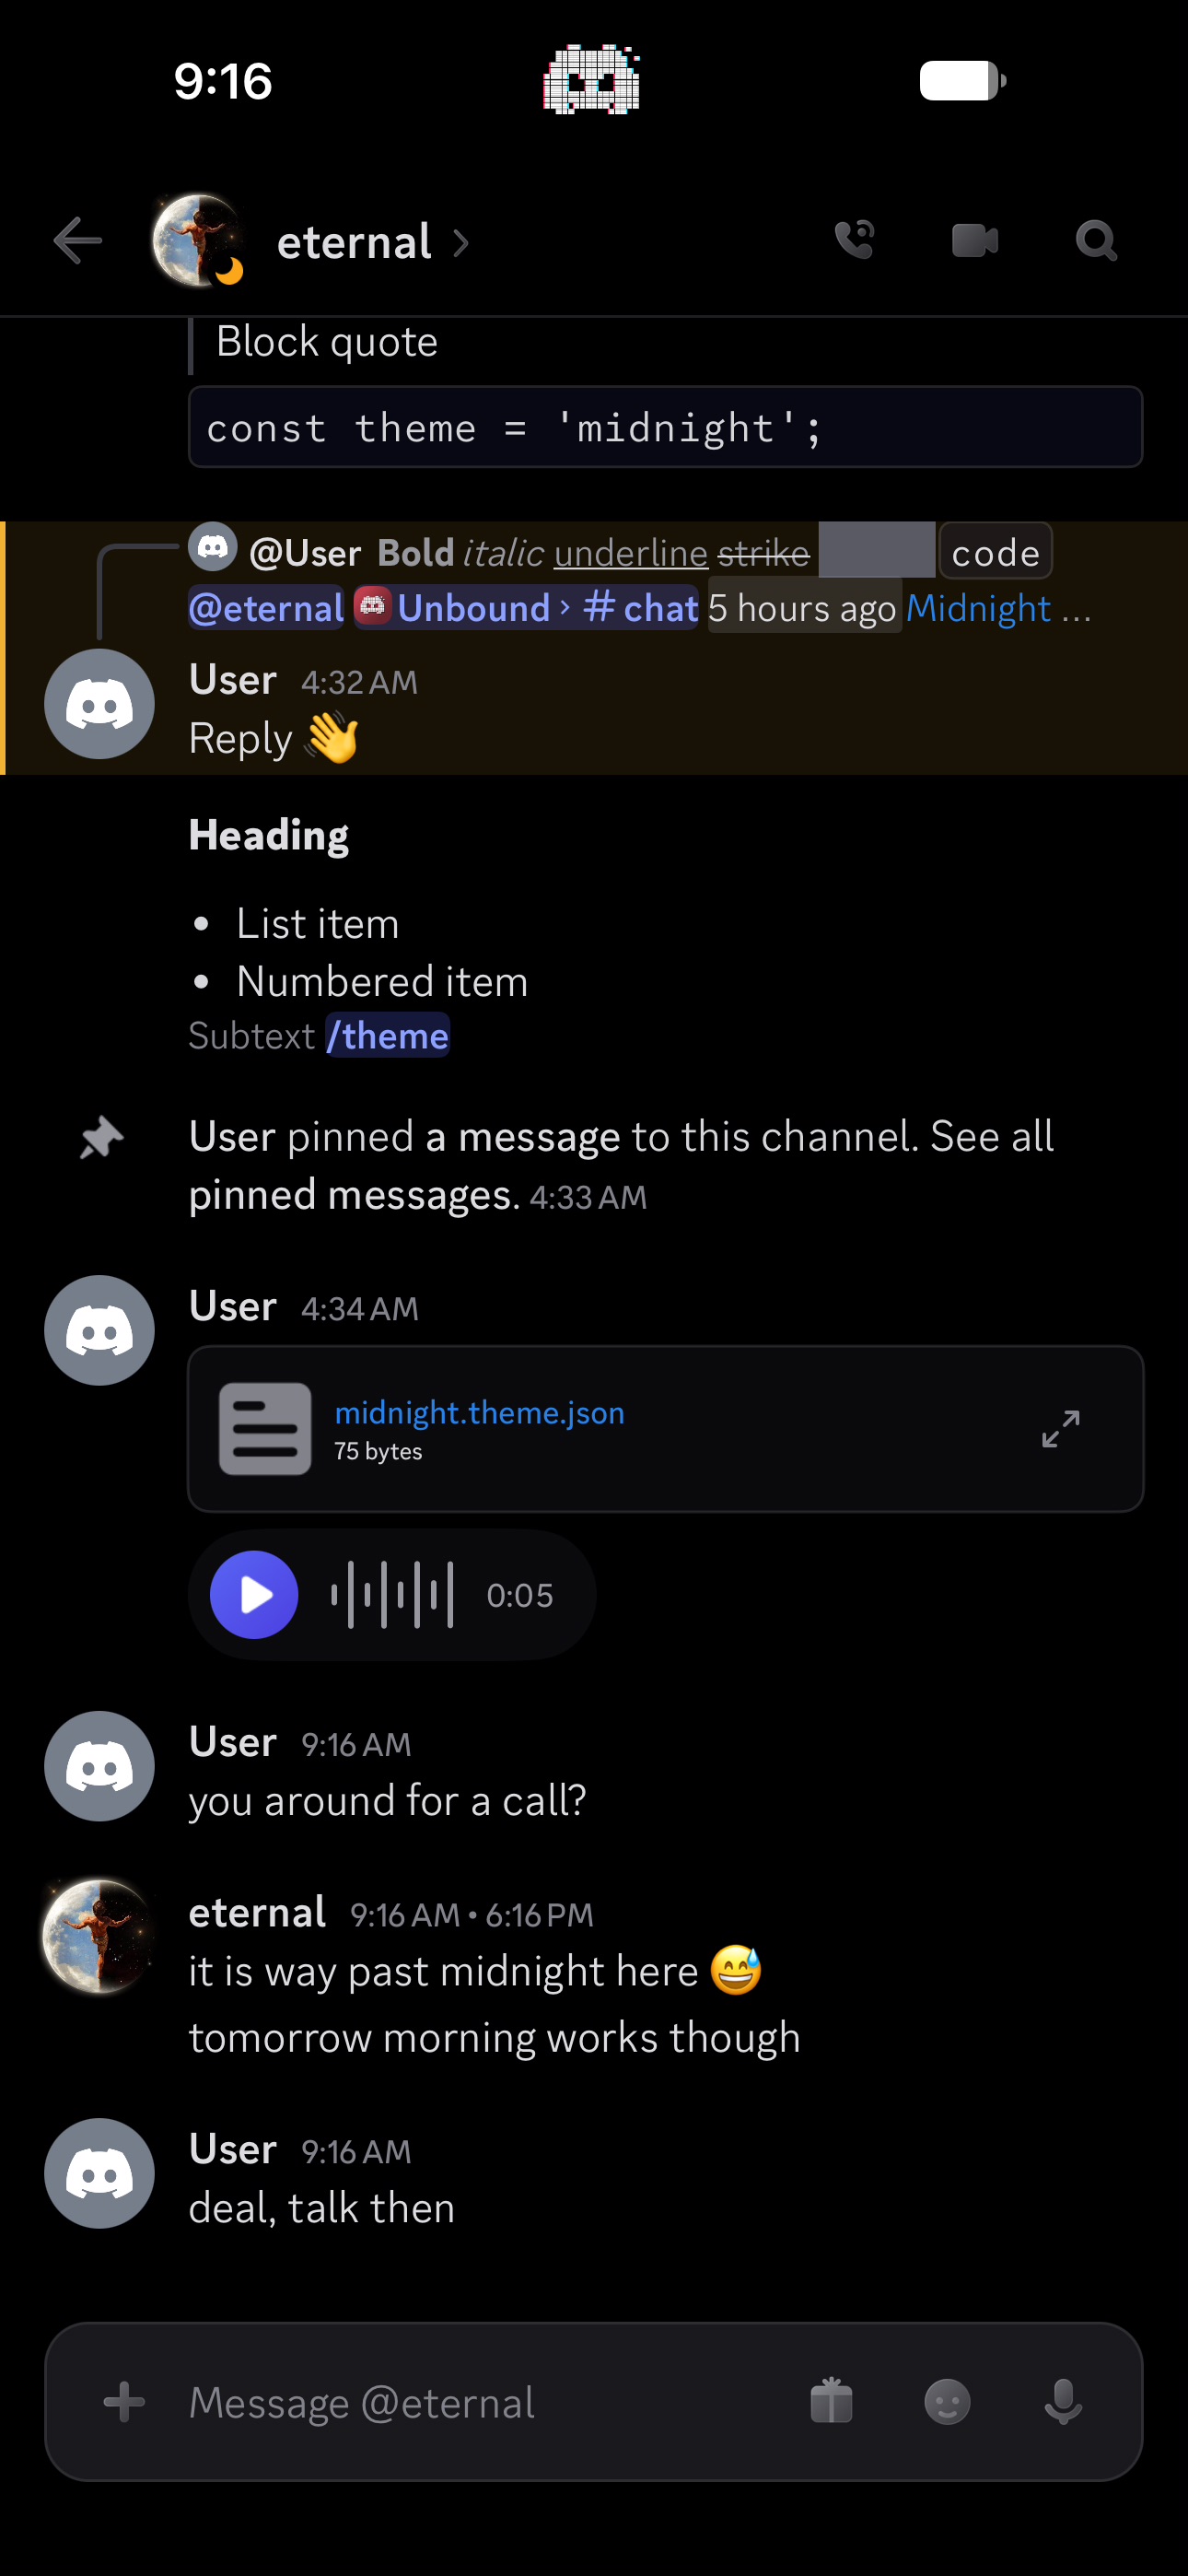 9:16
eternal
Block quote
const theme = 'midnight';
@User Bold italic underline strike code
@eternal Unbound › # chat 5 hours ago Midnight ...
User 4:32 AM
Reply 👋
Heading
• List item
• Numbered item
Subtext /theme
User pinned a message to this channel. See all
pinned messages. 4:33 AM
User 4:34 AM
midnight.theme.json
75 bytes
0:05
User 9:16 AM
you around for a call?
eternal 9:16 AM • 6:16 PM
it is way past midnight here 😅
tomorrow morning works though
User 9:16 AM
deal, talk then
Message @eternal